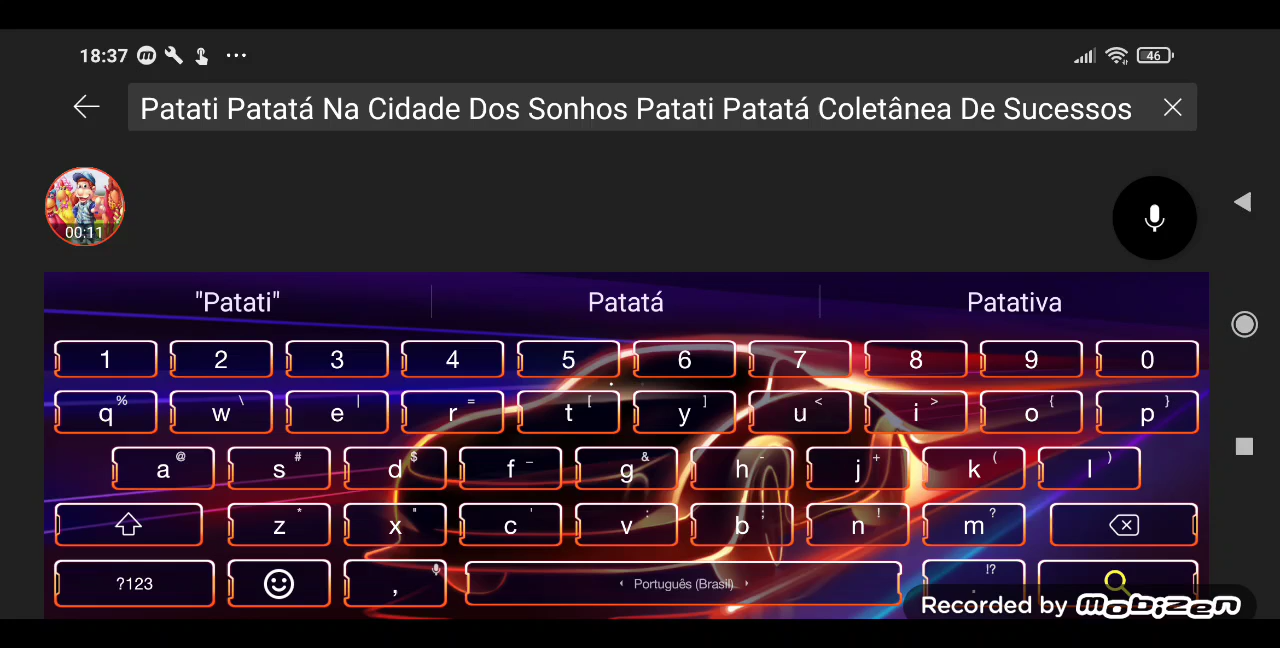 18:37 46
Patati Patatá Na Cidade Dos Sonhos Patati Patatá Coletânea De Sucessos
00:11
"Patati" Patatá Patativa
1 2 3 4 5 6 7 8 9 0
q % w \ e | r = t [ y ] u < i > o { p }
a @ s # d $ f _ g & h - j + k ( l )
z * x " c ' v : b ; n ! m ?
?123 , Português (Brasil) . !?
Recorded by Mobizen